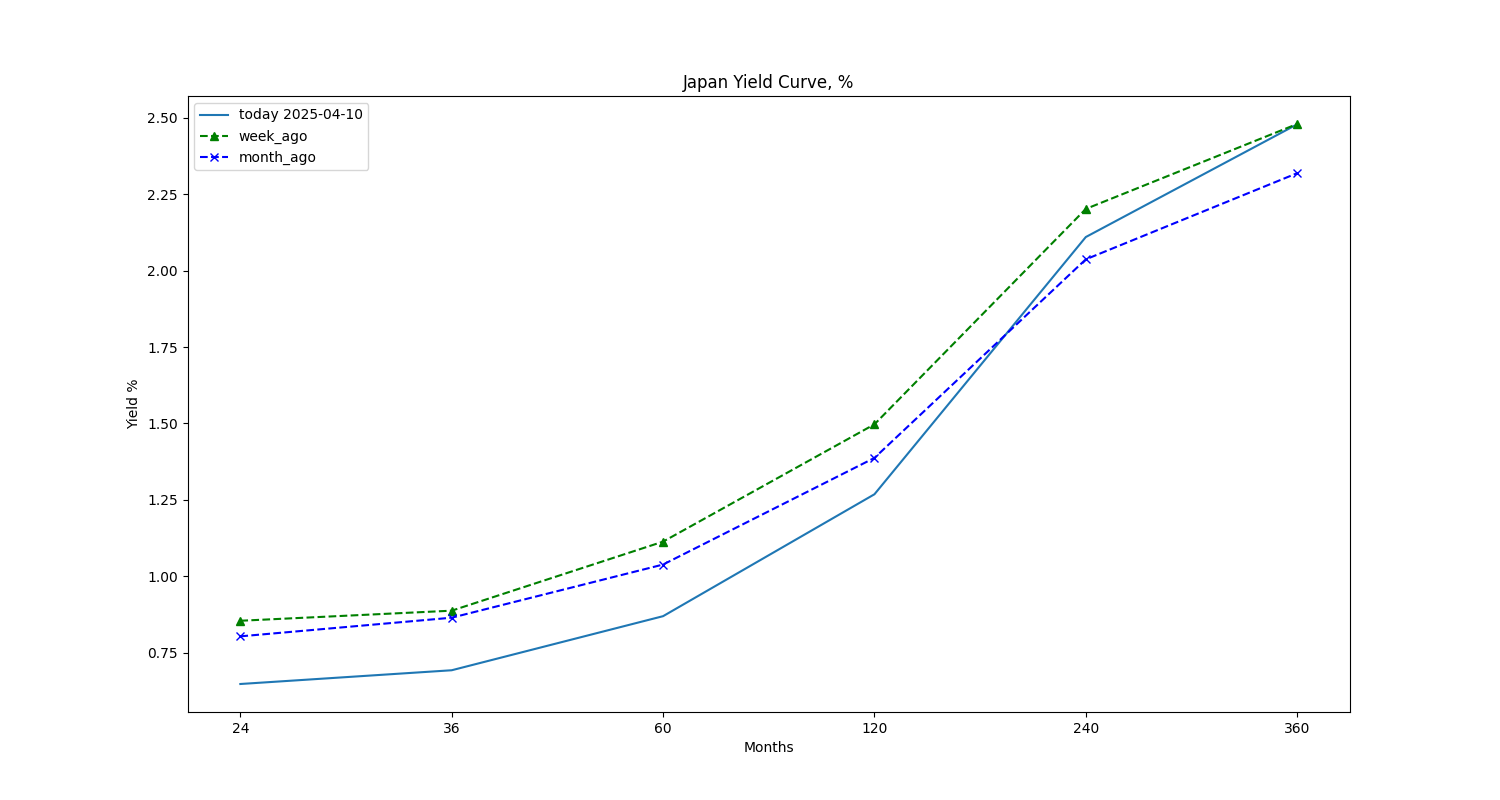 Japan Yield Curve, %
today 2025-04-10
week_ago
month_ago
2.50
2.25
2.00
1.75
1.50
1.25
1.00
0.75
Yield %
24 36 60 120 240 360
Months